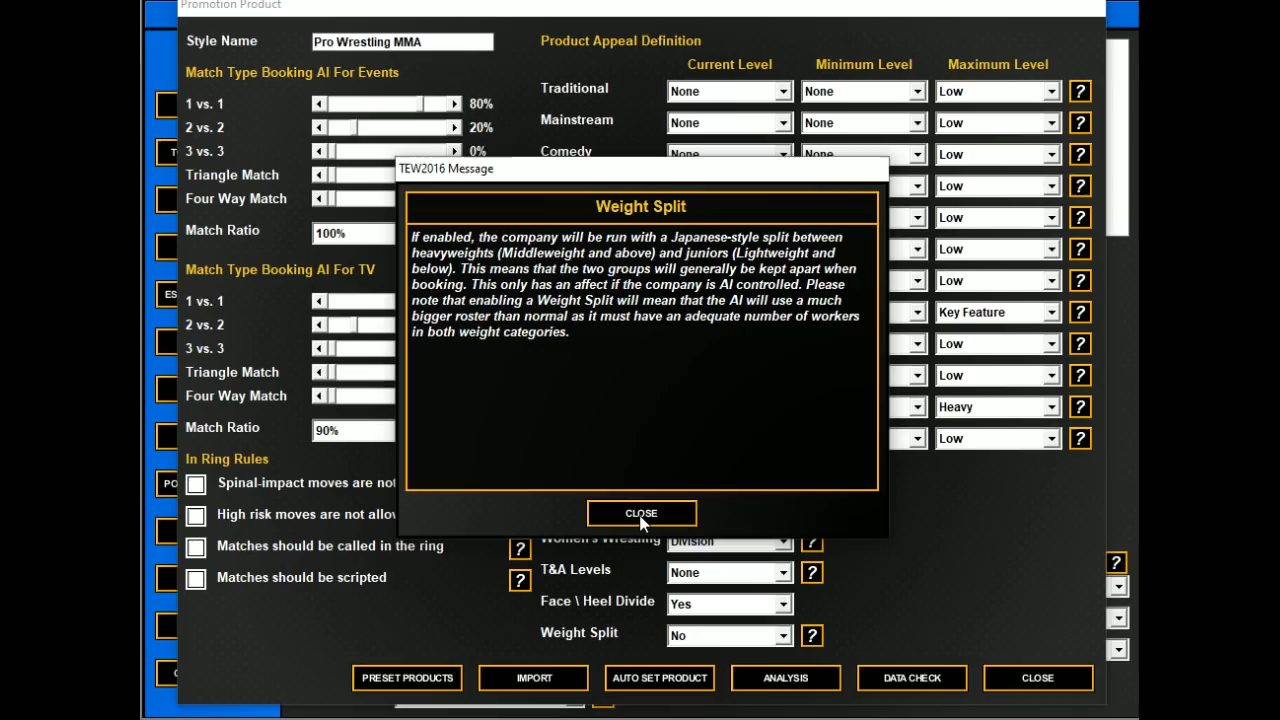 Promotion Product
Style Name
Pro Wrestling MMA
Match Type Booking AI For Events
1 vs. 1
80%
2 vs. 2
20%
3 vs. 3
0%
Triangle Match
Four Way Match
Match Ratio
100%
Match Type Booking AI For TV
1 vs. 1
2 vs. 2
3 vs. 3
Triangle Match
Four Way Match
Match Ratio
90%
In Ring Rules
Spinal-impact moves are not
High risk moves are not allow
Matches should be called in the ring
?
Matches should be scripted
?
Product Appeal Definition
Current Level Minimum Level Maximum Level
Traditional None None Low ?
Mainstream None None Low ?
Comedy None None Low ?
Low ?
Low ?
Low ?
Low ?
Key Feature ?
Low ?
Low ?
Heavy ?
Low ?
TEW2016 Message
Weight Split
If enabled, the company will be run with a Japanese-style split between
heavyweights (Middleweight and above) and juniors (Lightweight and
below). This means that the two groups will generally be kept apart when
booking. This only has an affect if the company is AI controlled. Please
note that enabling a Weight Split will mean that the AI will use a much
bigger roster than normal as it must have an adequate number of workers
in both weight categories.
CLOSE
Women's Wrestling Division ?
T&A Levels None ?
Face \ Heel Divide Yes
Weight Split No ?
?
PRESET PRODUCTS IMPORT AUTO SET PRODUCT ANALYSIS DATA CHECK CLOSE